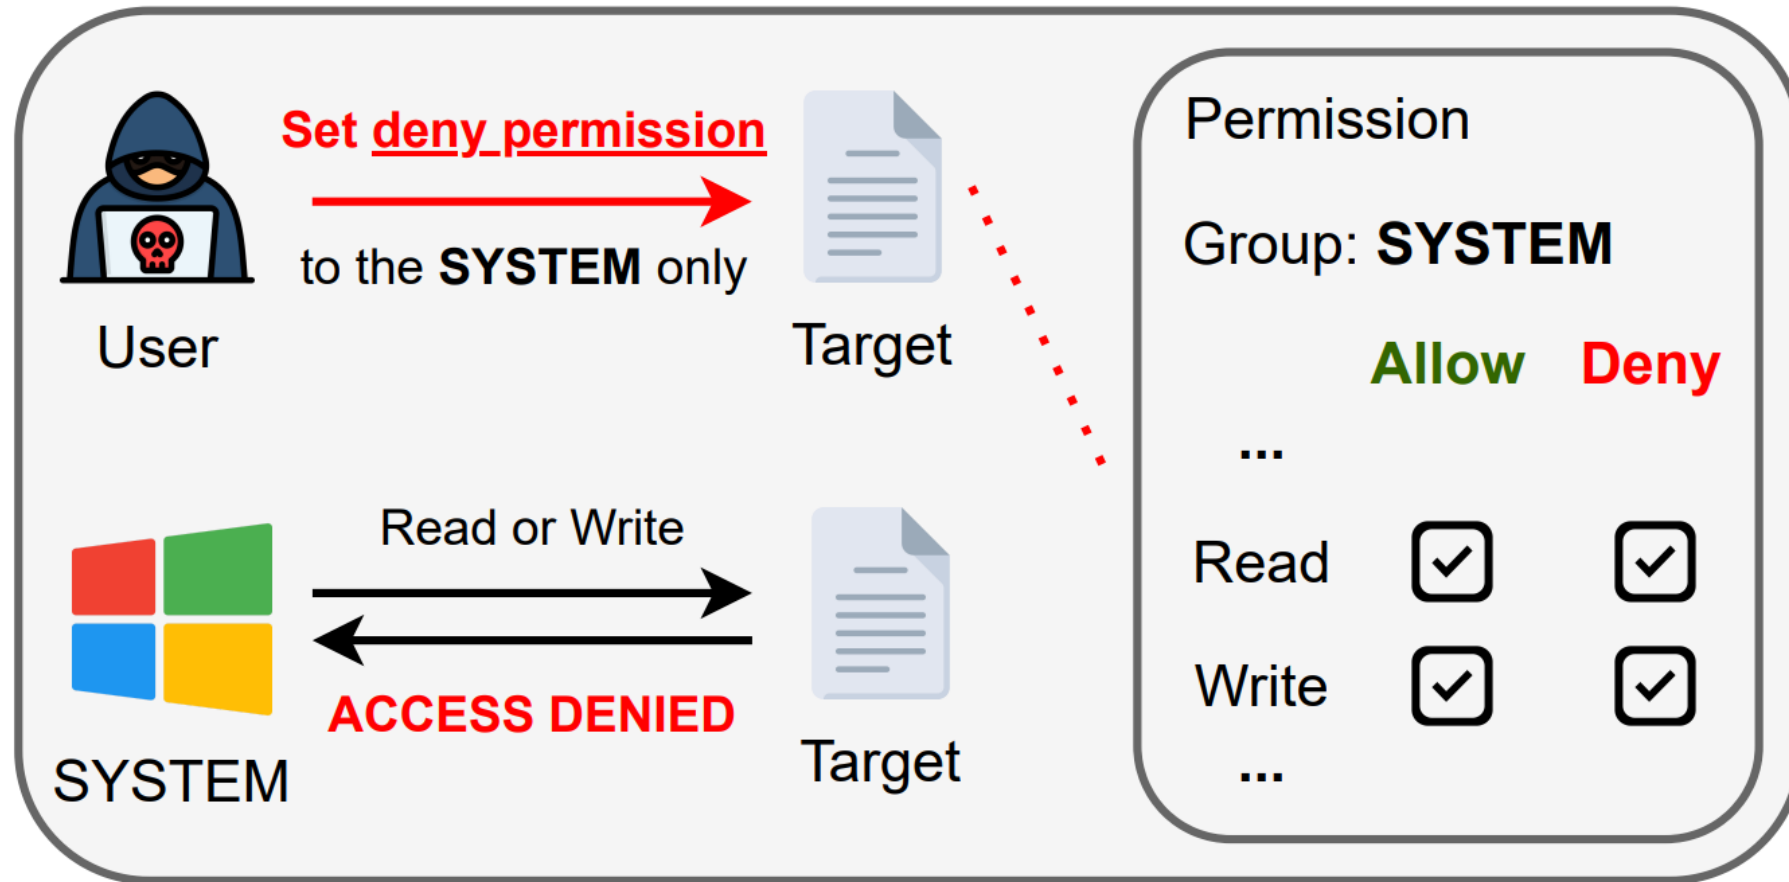 Set deny permission
to the SYSTEM only
User
Target
Read or Write
ACCESS DENIED
SYSTEM
Target
Permission
Group: SYSTEM
Allow Deny
...
Read
Write
...